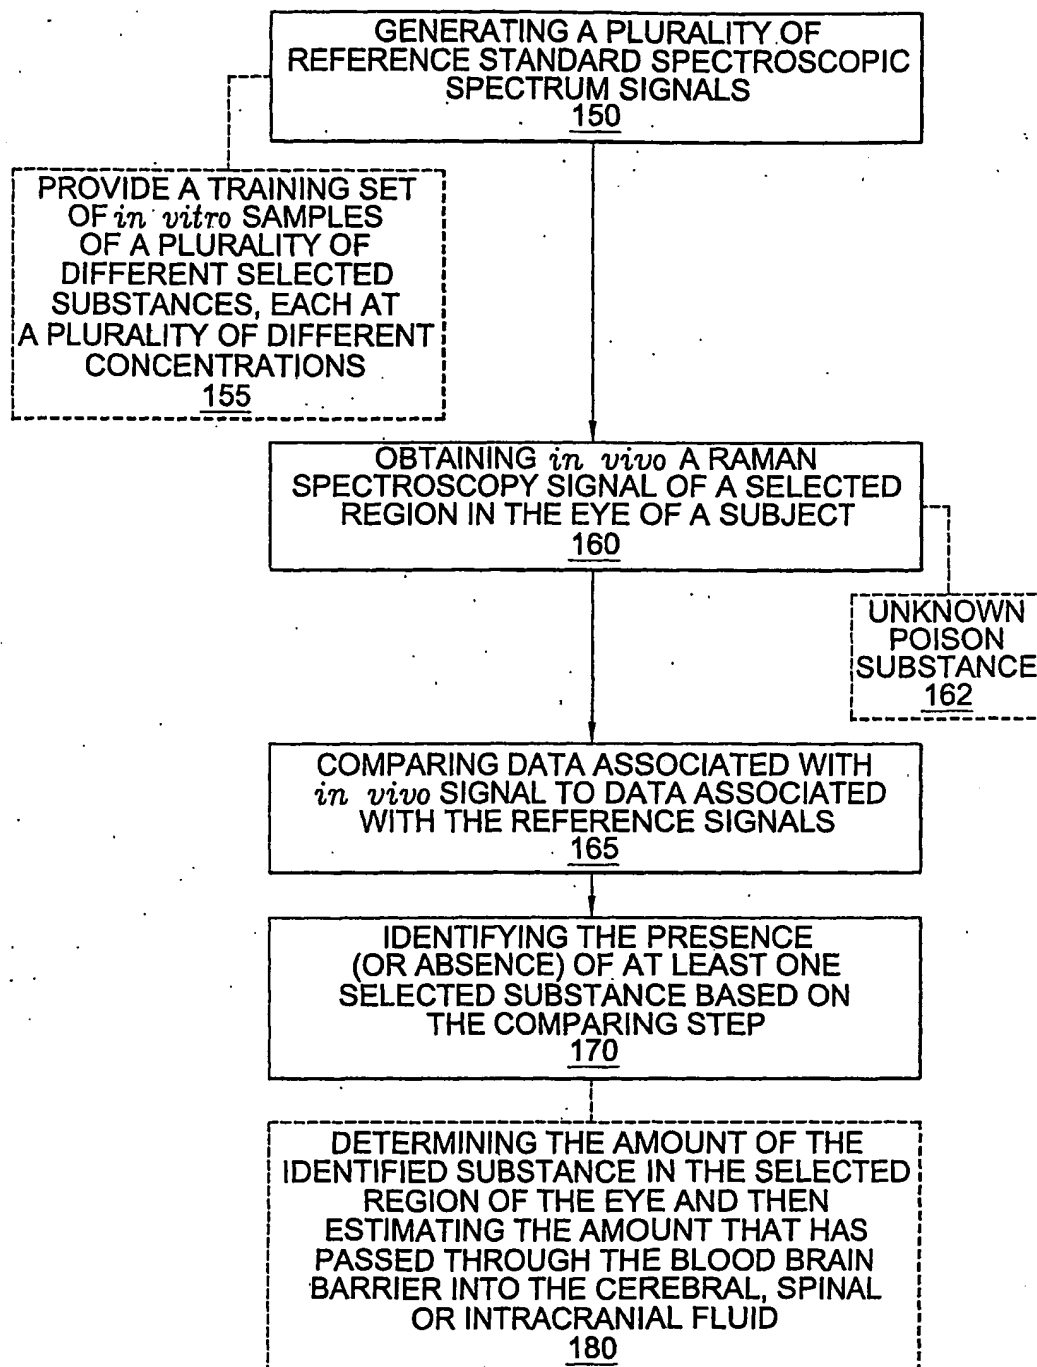 GENERATING A PLURALITY OF
REFERENCE STANDARD SPECTROSCOPIC
SPECTRUM SIGNALS
150
PROVIDE A TRAINING SET
OF in vitro SAMPLES
OF A PLURALITY OF
DIFFERENT SELECTED
SUBSTANCES, EACH AT
A PLURALITY OF DIFFERENT
CONCENTRATIONS
155
OBTAINING in vivo A RAMAN
SPECTROSCOPY SIGNAL OF A SELECTED
REGION IN THE EYE OF A SUBJECT
160
UNKNOWN
POISON
SUBSTANCE
162
COMPARING DATA ASSOCIATED WITH
in vivo SIGNAL TO DATA ASSOCIATED
WITH THE REFERENCE SIGNALS
165
IDENTIFYING THE PRESENCE
(OR ABSENCE) OF AT LEAST ONE
SELECTED SUBSTANCE BASED ON
THE COMPARING STEP
170
DETERMINING THE AMOUNT OF THE
IDENTIFIED SUBSTANCE IN THE SELECTED
REGION OF THE EYE AND THEN
ESTIMATING THE AMOUNT THAT HAS
PASSED THROUGH THE BLOOD BRAIN
BARRIER INTO THE CEREBRAL, SPINAL
OR INTRACRANIAL FLUID
180